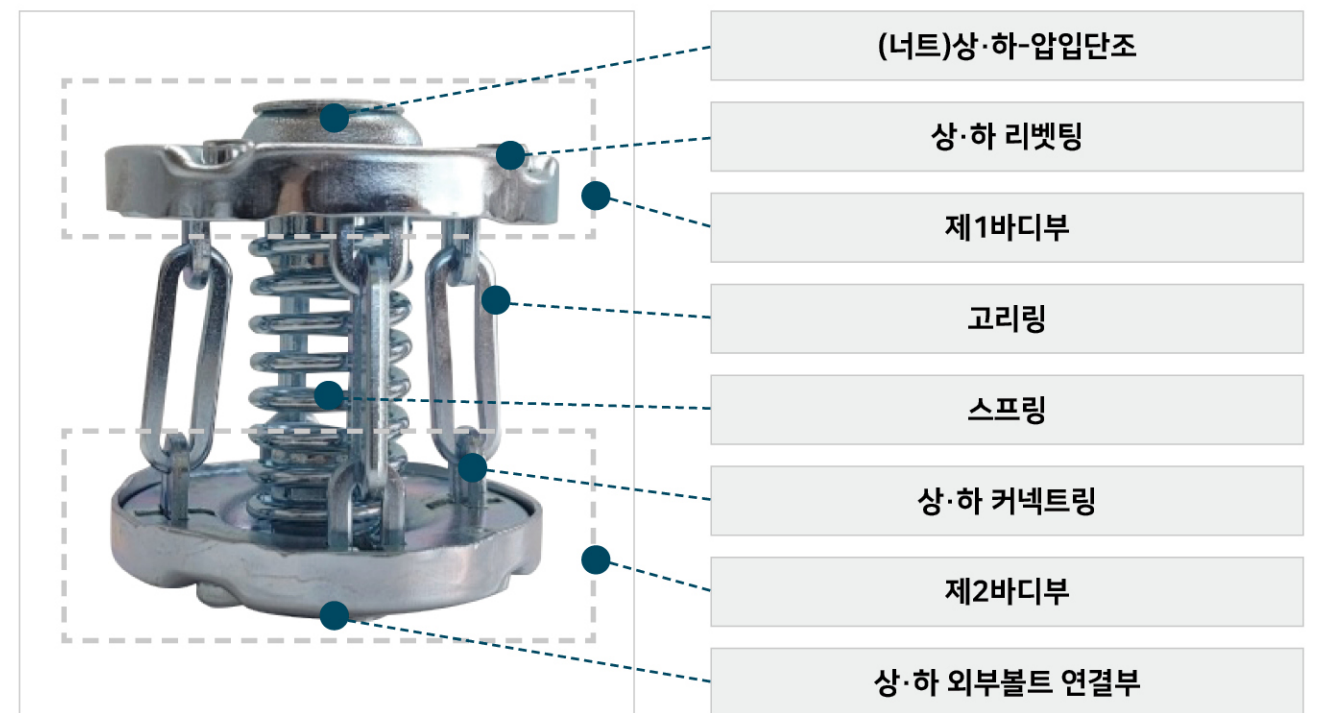 (너트)상·하-압입단조
상·하 리벳팅
제1바디부
고리링
스프링
상·하 커넥트링
제2바디부
상·하 외부볼트 연결부